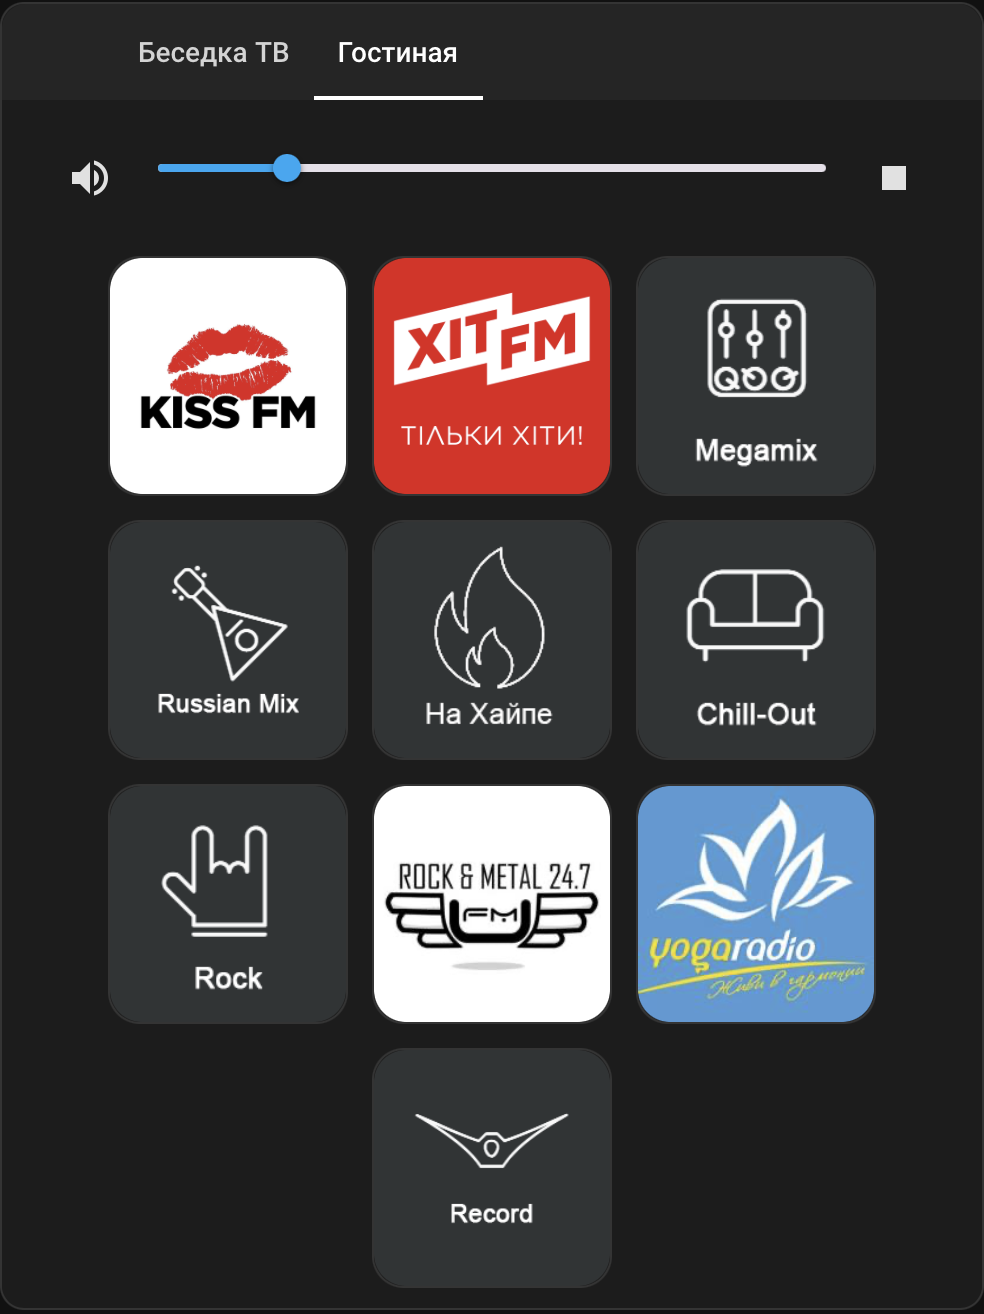 Беседка ТВ
Гостиная
KISS FM
ХІТ FM
ТІЛЬКИ ХІТИ!
Megamix
Russian Mix
На Хайпе
Chill-Out
Rock
ROCK & METAL 24.7
FM
yogaradio
Живи в гармонии
Record